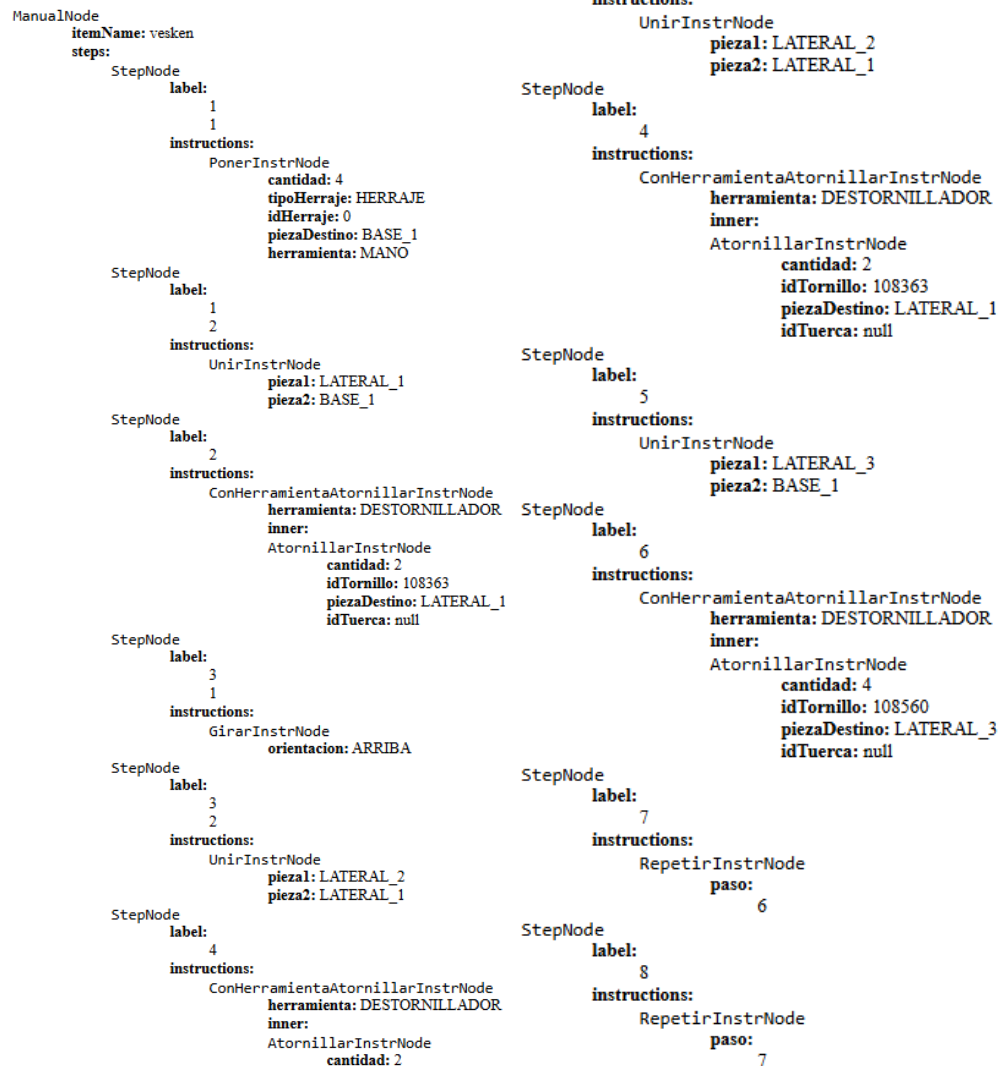 ManualNode
itemName: vesken
steps:
StepNode
label:
1
1
instructions:
PonerInstrNode
cantidad: 4
tipoHerraje: HERRAJE
idHerraje: 0
piezaDestino: BASE_1
herramienta: MANO
StepNode
label:
1
2
instructions:
UnirInstrNode
pieza1: LATERAL_1
pieza2: BASE_1
StepNode
label:
2
instructions:
ConHerramientaAtornillarInstrNode
herramienta: DESTORNILLADOR
inner:
AtornillarInstrNode
cantidad: 2
idTornillo: 108363
piezaDestino: LATERAL_1
idTuerca: null
StepNode
label:
3
1
instructions:
GirarInstrNode
orientacion: ARRIBA
StepNode
label:
3
2
instructions:
UnirInstrNode
pieza1: LATERAL_2
pieza2: LATERAL_1
StepNode
label:
4
instructions:
ConHerramientaAtornillarInstrNode
herramienta: DESTORNILLADOR
inner:
AtornillarInstrNode
cantidad: 2
instructions:
UnirInstrNode
pieza1: LATERAL_2
pieza2: LATERAL_1
StepNode
label:
4
instructions:
ConHerramientaAtornillarInstrNode
herramienta: DESTORNILLADOR
inner:
AtornillarInstrNode
cantidad: 2
idTornillo: 108363
piezaDestino: LATERAL_1
idTuerca: null
StepNode
label:
5
instructions:
UnirInstrNode
pieza1: LATERAL_3
pieza2: BASE_1
StepNode
label:
6
instructions:
ConHerramientaAtornillarInstrNode
herramienta: DESTORNILLADOR
inner:
AtornillarInstrNode
cantidad: 4
idTornillo: 108560
piezaDestino: LATERAL_3
idTuerca: null
StepNode
label:
7
instructions:
RepetirInstrNode
paso:
6
StepNode
label:
8
instructions:
RepetirInstrNode
paso:
7